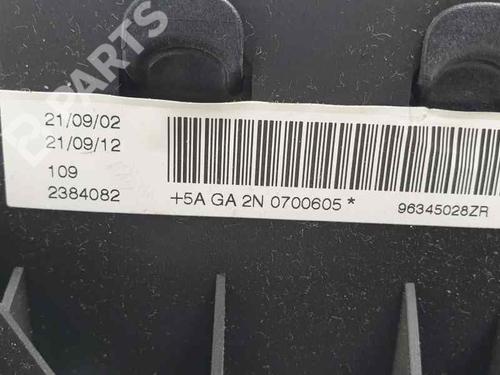 B PARTS
21/09/02
21/09/12
109
2384082
+5A GA 2N 0700605 *
96345028ZR